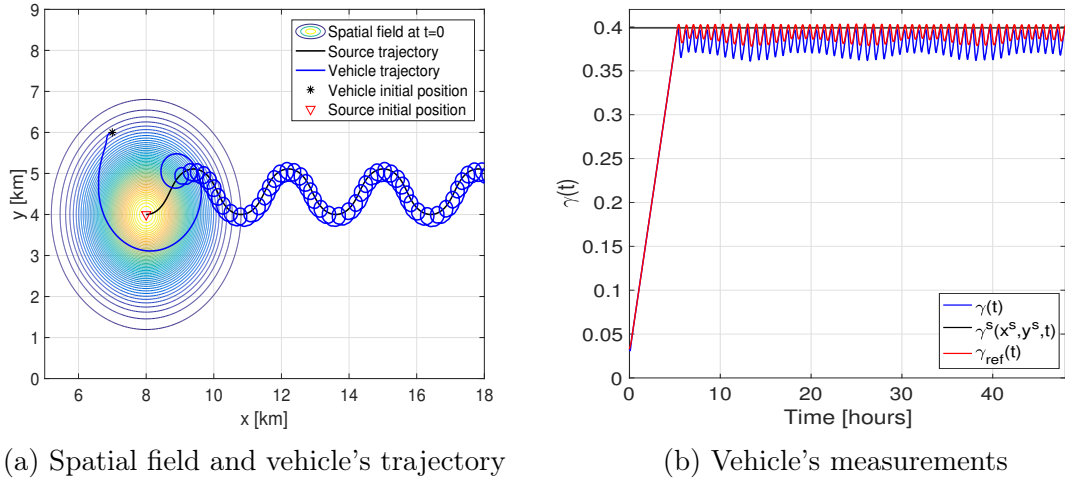 9
8
7
6
5
4
3
2
1
0
y [km]
6
8
10
12
14
16
18
x [km]
Spatial field at t=0
Source trajectory
Vehicle trajectory
Vehicle initial position
Source initial position
(a) Spatial field and vehicle's trajectory
0.4
0.35
0.3
0.25
0.2
0.15
0.1
0.05
0
γ(t)
0
10
20
30
40
Time [hours]
γ(t)
γˢ(xˢ,yˢ,t)
γ_ref(t)
(b) Vehicle's measurements